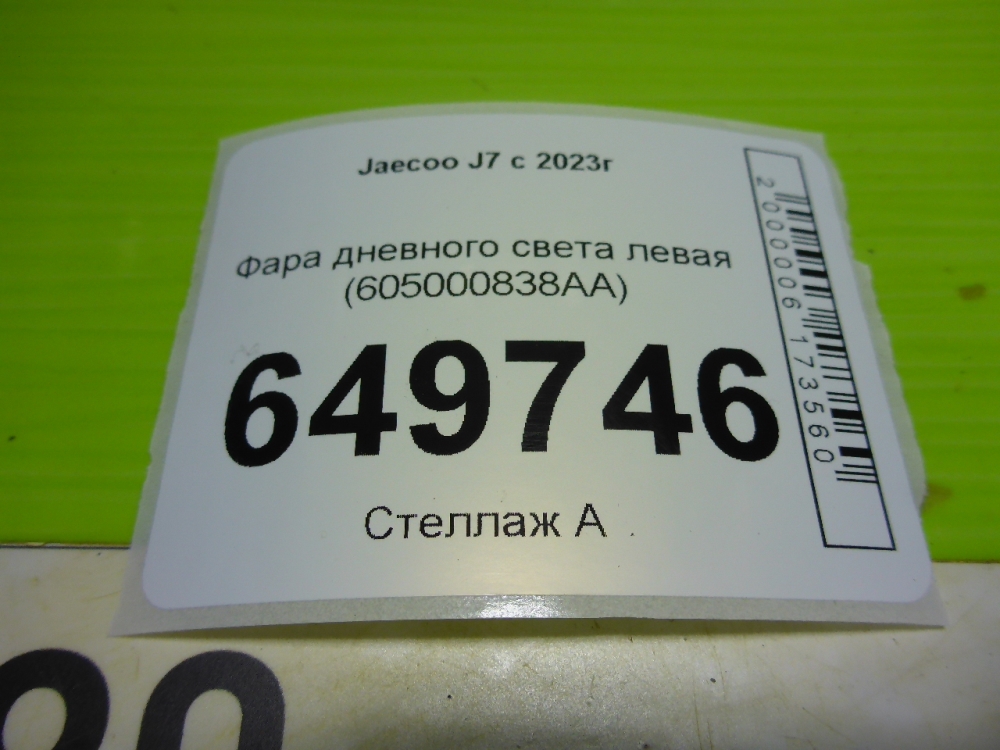 Jaecoo J7 с 2023г
Фара дневного света левая
(605000838AA)
649746
Стеллаж А
2000006173560